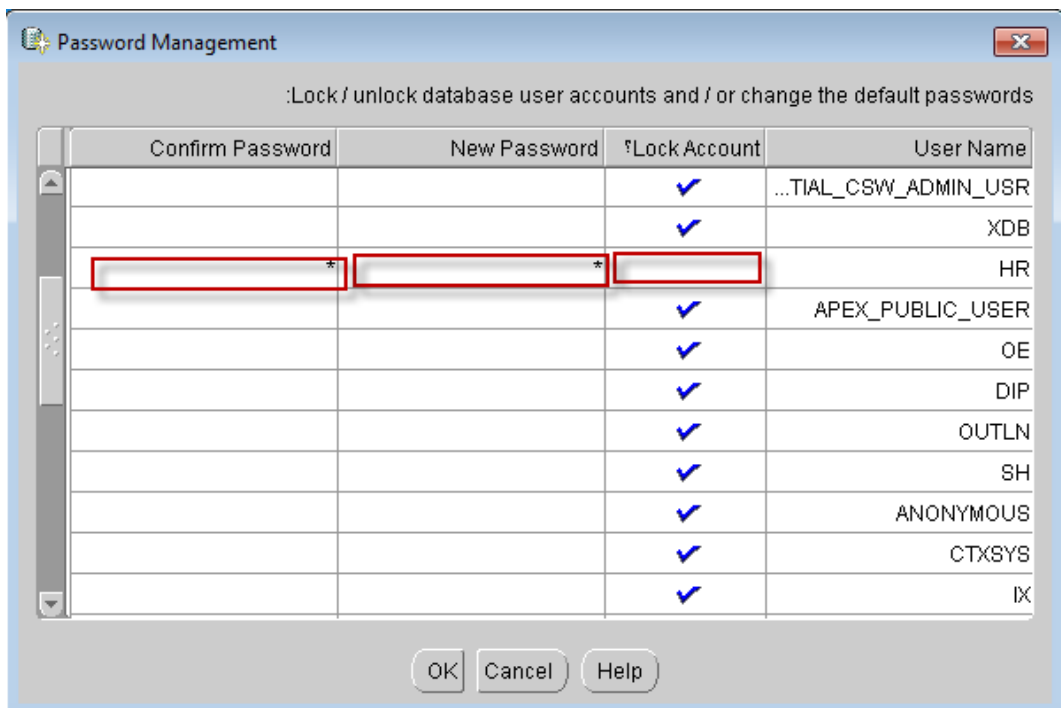 Password Management
:Lock / unlock database user accounts and / or change the default passwords
Confirm Password New Password ؟Lock Account User Name
...TIAL_CSW_ADMIN_USR
XDB
* * HR
APEX_PUBLIC_USER
OE
DIP
OUTLN
SH
ANONYMOUS
CTXSYS
IX
OK Cancel Help